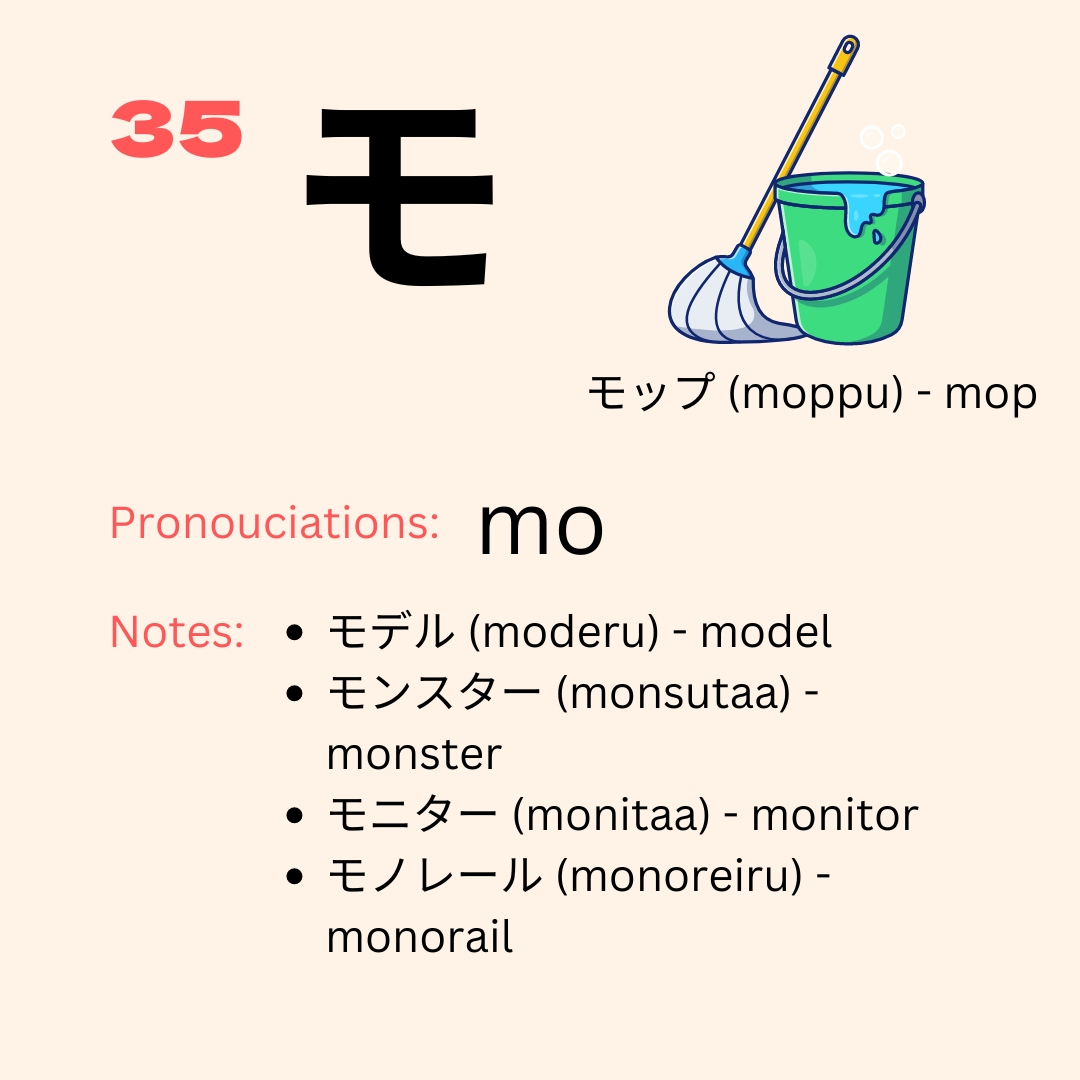 35 モ
モップ (moppu) - mop
Pronouciations: mo
Notes:
• モデル (moderu) - model
• モンスター (monsutaa) -
monster
• モニター (monitaa) - monitor
• モノレール (monoreiru) -
monorail